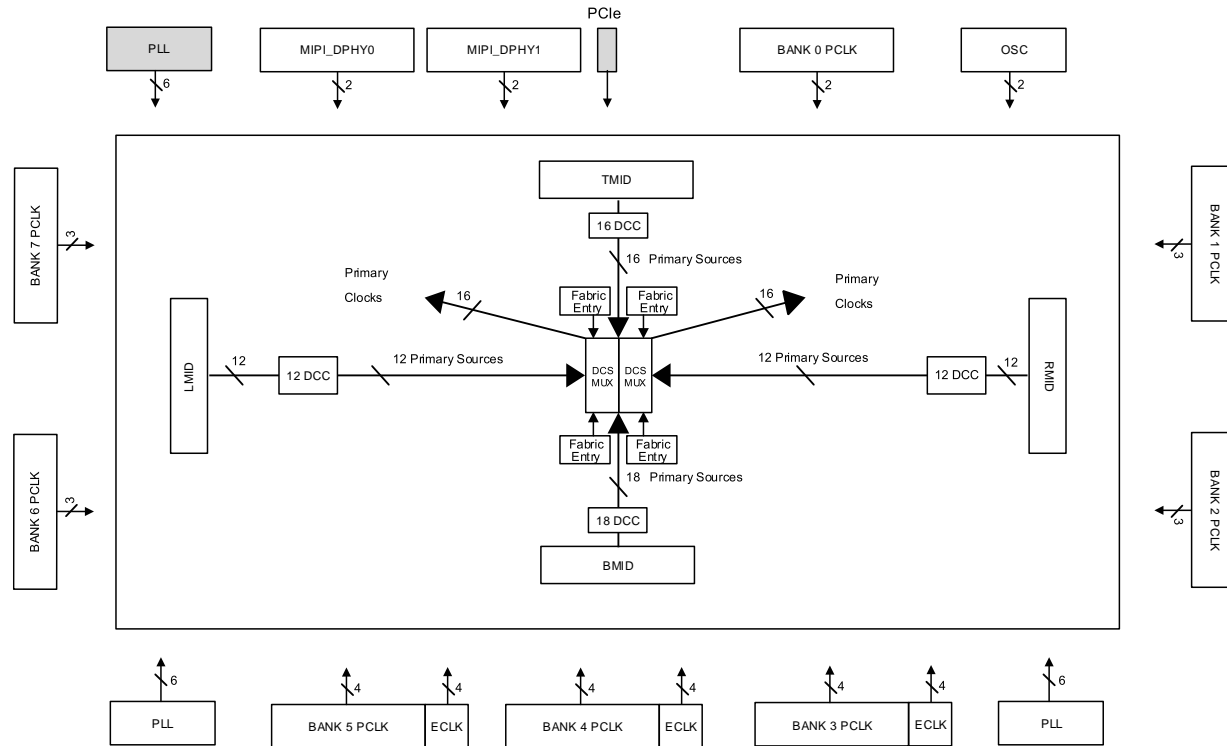 PCIe
PLL
MIPI_DPHY0
MIPI_DPHY1
BANK 0 PCLK
OSC
6
2
2
2
2
BANK 7 PCLK
3
BANK 1 PCLK
3
TMID
16 DCC
16 Primary Sources
Primary
Clocks
16
Fabric
Entry
Fabric
Entry
16
Primary
Clocks
LMID
12
12 DCC
12 Primary Sources
DCS
MUX
DCS
MUX
12 Primary Sources
12 DCC
12
RMID
Fabric
Entry
Fabric
Entry
18 Primary Sources
18 DCC
BMID
BANK 6 PCLK
3
BANK 2 PCLK
3
6
4
4
4
4
4
4
6
PLL
BANK 5 PCLK
ECLK
BANK 4 PCLK
ECLK
BANK 3 PCLK
ECLK
PLL